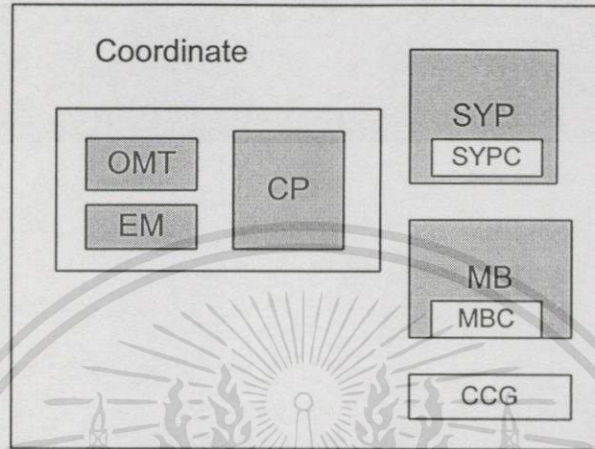 Coordinate
OMT
EM
CP
SYP
SYPC
MB
MBC
CCG